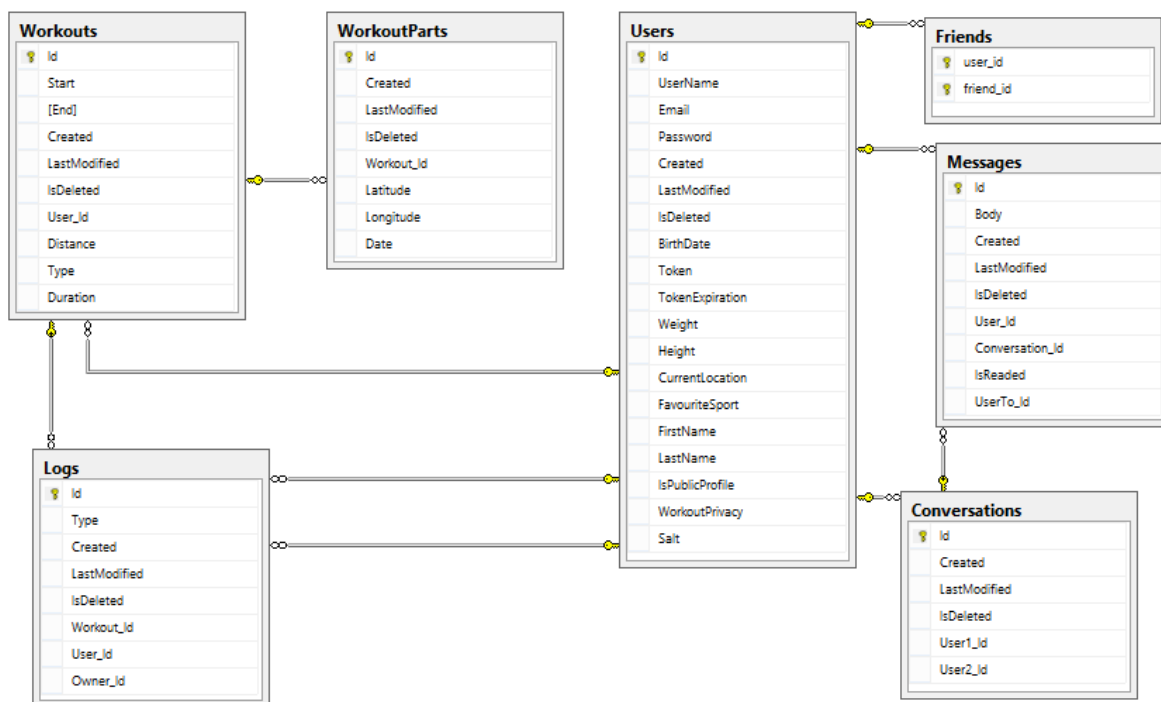 Workouts
Id
Start
[End]
Created
LastModified
IsDeleted
User_Id
Distance
Type
Duration
WorkoutParts
Id
Created
LastModified
IsDeleted
Workout_Id
Latitude
Longitude
Date
Users
Id
UserName
Email
Password
Created
LastModified
IsDeleted
BirthDate
Token
TokenExpiration
Weight
Height
CurrentLocation
FavouriteSport
FirstName
LastName
IsPublicProfile
WorkoutPrivacy
Salt
Friends
user_id
friend_id
Messages
Id
Body
Created
LastModified
IsDeleted
User_Id
Conversation_Id
IsReaded
UserTo_Id
Logs
Id
Type
Created
LastModified
IsDeleted
Workout_Id
User_Id
Owner_Id
Conversations
Id
Created
LastModified
IsDeleted
User1_Id
User2_Id